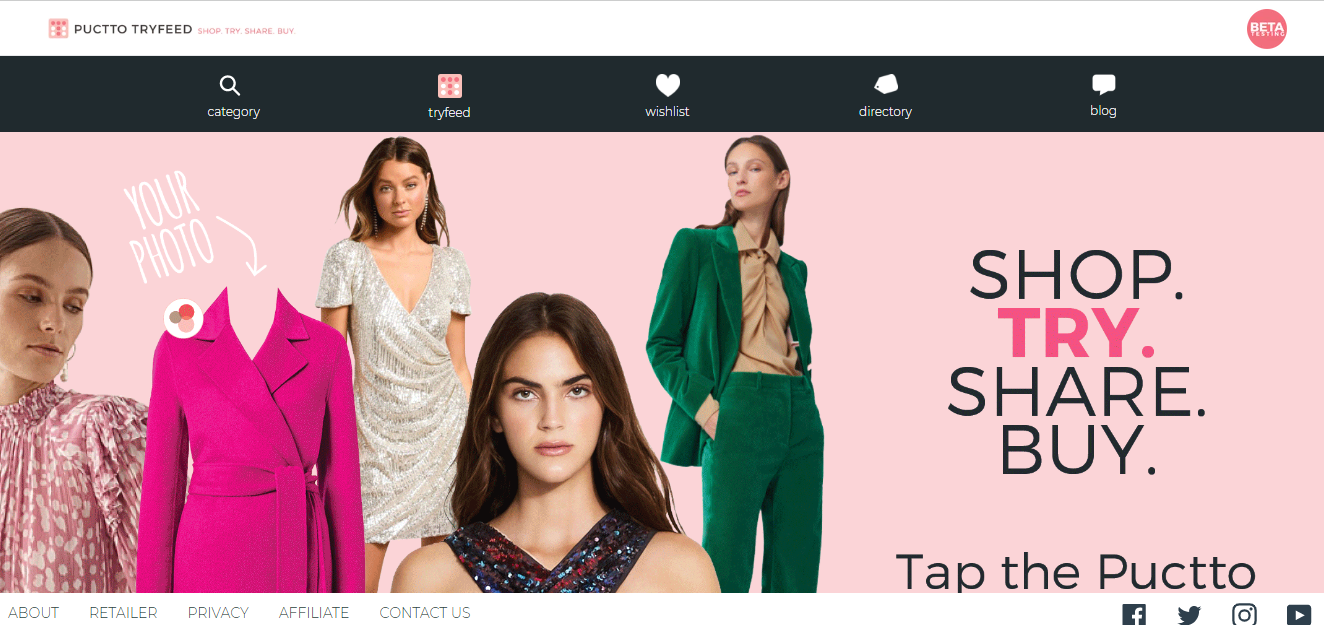 PUCTTO TRYFEED SHOP. TRY. SHARE. BUY.
BETA
TESTING
category
tryfeed
wishlist
directory
blog
YOUR
PHOTO
SHOP.
TRY.
SHARE.
BUY.
Tap the Puctto
ABOUT RETAILER PRIVACY AFFILIATE CONTACT US